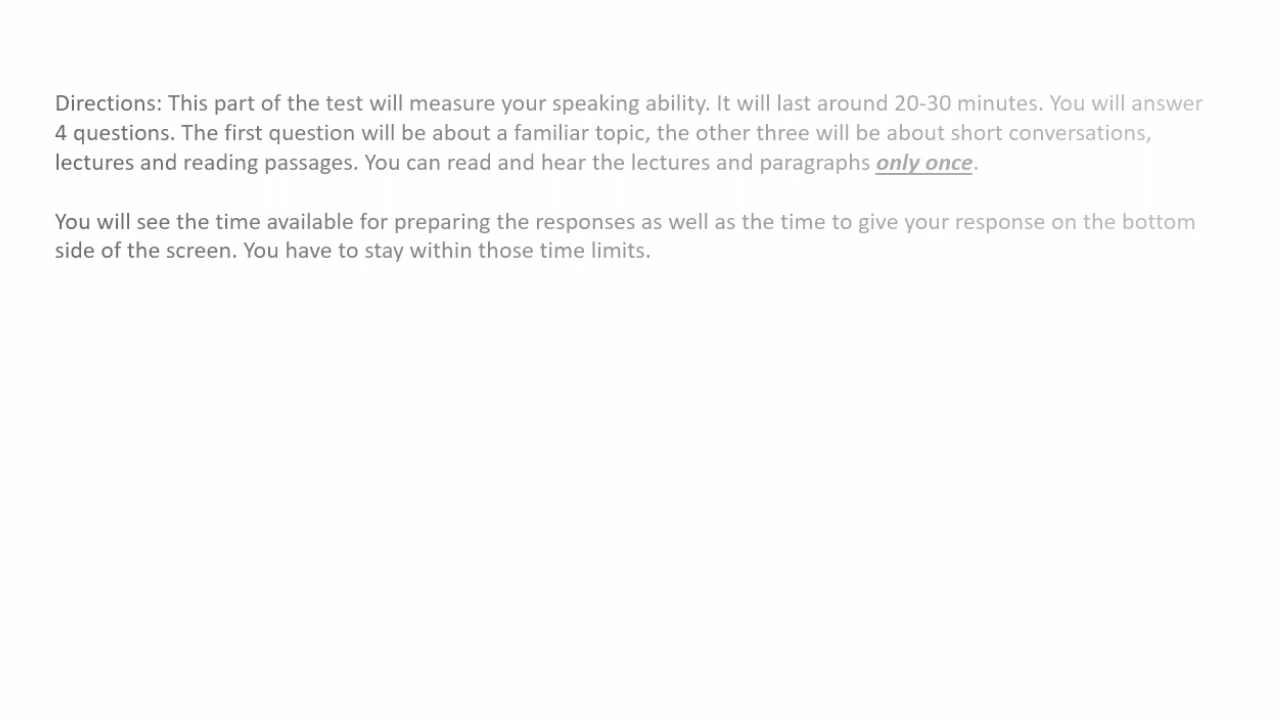 Directions: This part of the test will measure your speaking ability. It will last around 20-30 minutes. You will answer
4 questions. The first question will be about a familiar topic, the other three will be about short conversations,
lectures and reading passages. You can read and hear the lectures and paragraphs only once.
You will see the time available for preparing the responses as well as the time to give your response on the bottom
side of the screen. You have to stay within those time limits.